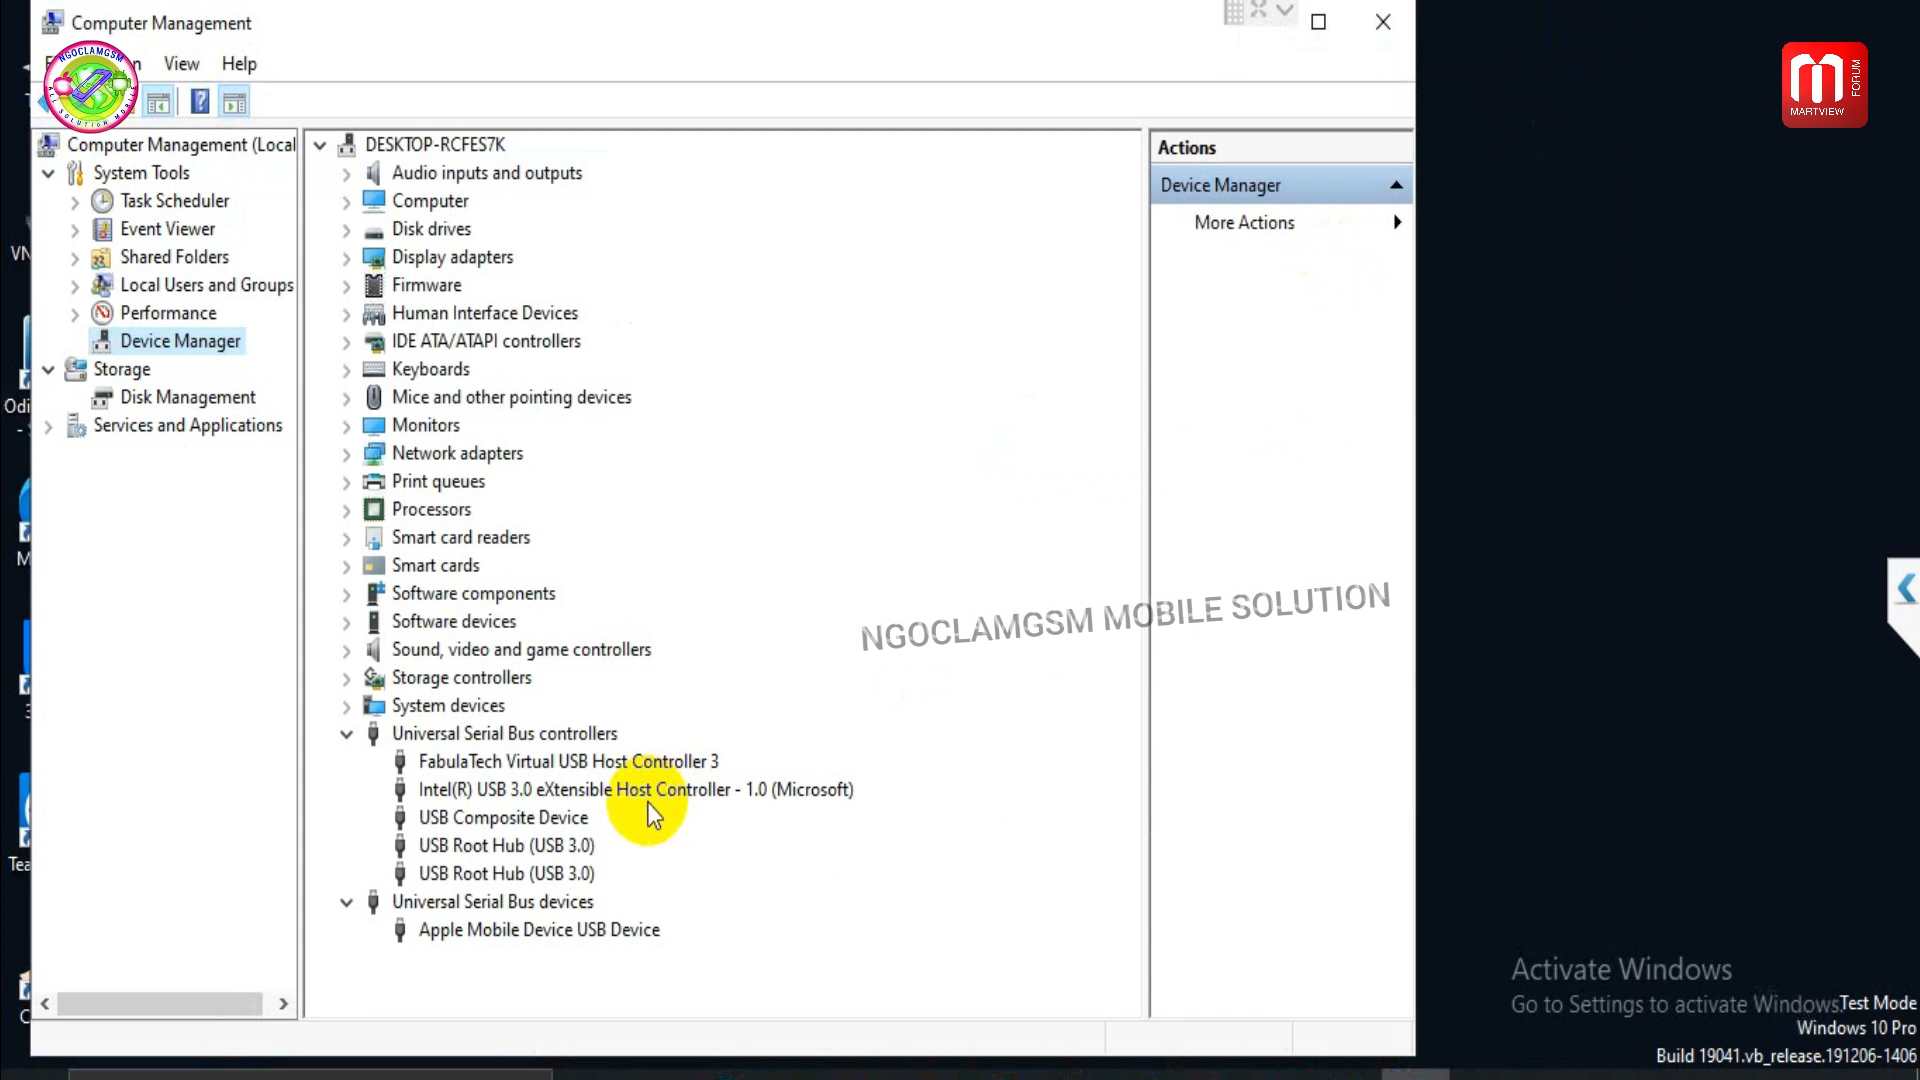 Computer Management
NGOCLAMGSM
ALL SOLUTION MOBILE
View
Help
MARTVIEW
FORUM
Computer Management (Local
System Tools
Task Scheduler
Event Viewer
Shared Folders
Local Users and Groups
Performance
Device Manager
Storage
Disk Management
Services and Applications
DESKTOP-RCFES7K
Audio inputs and outputs
Computer
Disk drives
Display adapters
Firmware
Human Interface Devices
IDE ATA/ATAPI controllers
Keyboards
Mice and other pointing devices
Monitors
Network adapters
Print queues
Processors
Smart card readers
Smart cards
Software components
Software devices
Sound, video and game controllers
Storage controllers
System devices
Universal Serial Bus controllers
FabulaTech Virtual USB Host Controller 3
Intel(R) USB 3.0 eXtensible Host Controller - 1.0 (Microsoft)
USB Composite Device
USB Root Hub (USB 3.0)
USB Root Hub (USB 3.0)
Universal Serial Bus devices
Apple Mobile Device USB Device
Actions
Device Manager
More Actions
NGOCLAMGSM MOBILE SOLUTION
VN
Odi
Tea
Activate Windows
Go to Settings to activate Windows.
Test Mode
Windows 10 Pro
Build 19041.vb_release.191206-1406